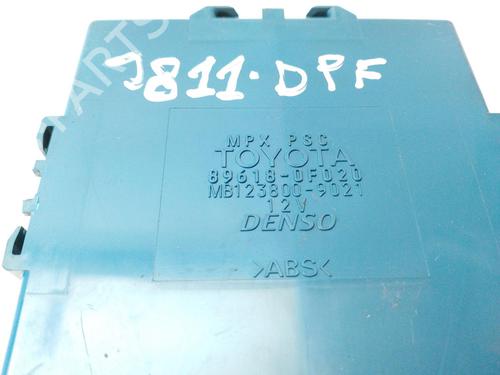 J811·DPF
MPX PSC
TOYOTA
89618-0F020
MB123800-9021
12V
DENSO
>ABS<